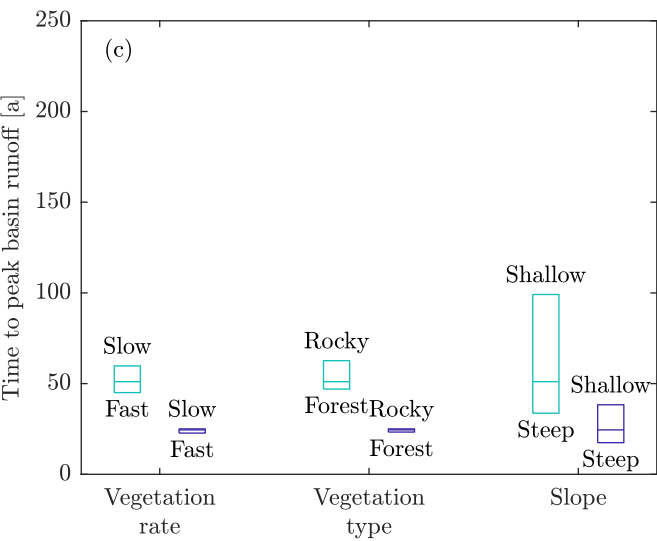 250
(c)
200
150
100
50
0
Time to peak basin runoff [a]
Shallow
Slow
Rocky
Fast
Slow
Forest
Rocky
Shallow
Steep
Fast
Forest
Steep
Vegetation
rate
Vegetation
type
Slope